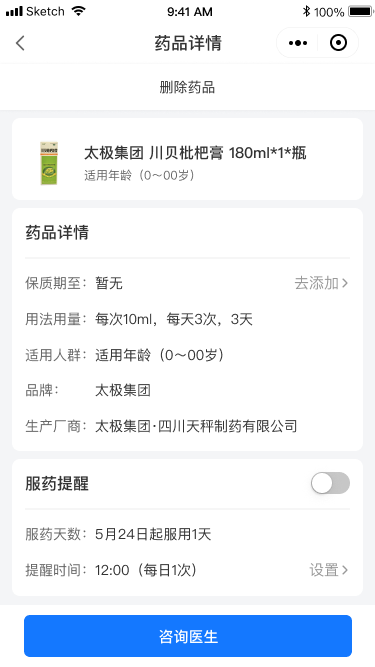 Sketch 9:41 AM 100%
药品详情
删除药品
太极集团 川贝枇杷膏 180ml*1*瓶
适用年龄（0～00岁）
药品详情
保质期至：暂无 去添加
用法用量：每次10ml，每天3次，3天
适用人群：适用年龄（0～00岁）
品牌： 太极集团
生产厂商：太极集团·四川天秤制药有限公司
服药提醒
服药天数：5月24日起服用1天
提醒时间：12:00（每日1次） 设置
咨询医生